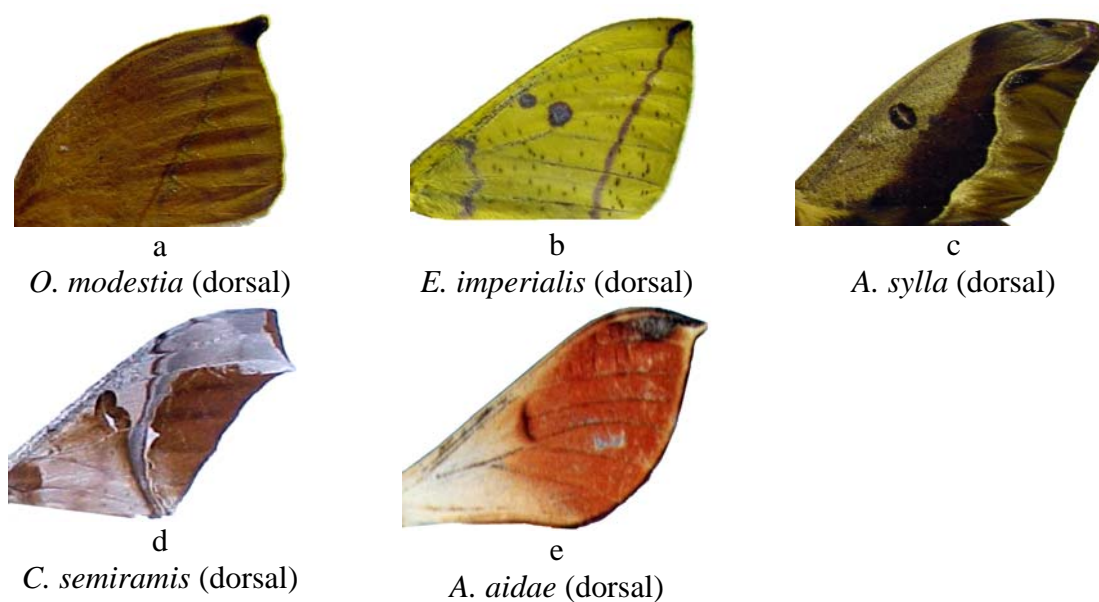 a
O. modestia (dorsal)
b
E. imperialis (dorsal)
c
A. sylla (dorsal)
d
C. semiramis (dorsal)
e
A. aidae (dorsal)